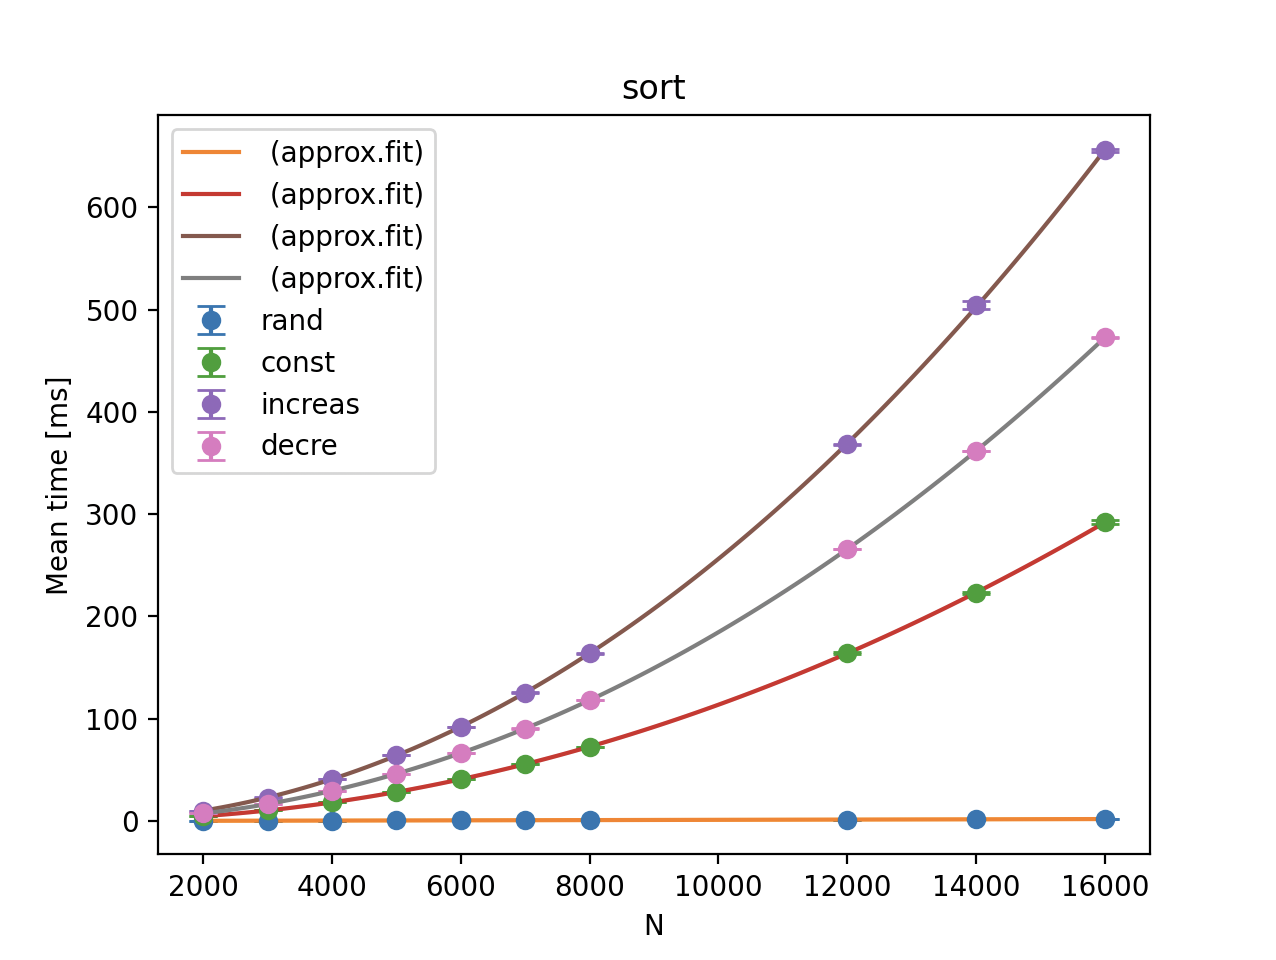 sort
(approx.fit)
(approx.fit)
(approx.fit)
(approx.fit)
rand
const
increas
decre
Mean time [ms]
600
500
400
300
200
100
0
2000 4000 6000 8000 10000 12000 14000 16000
N